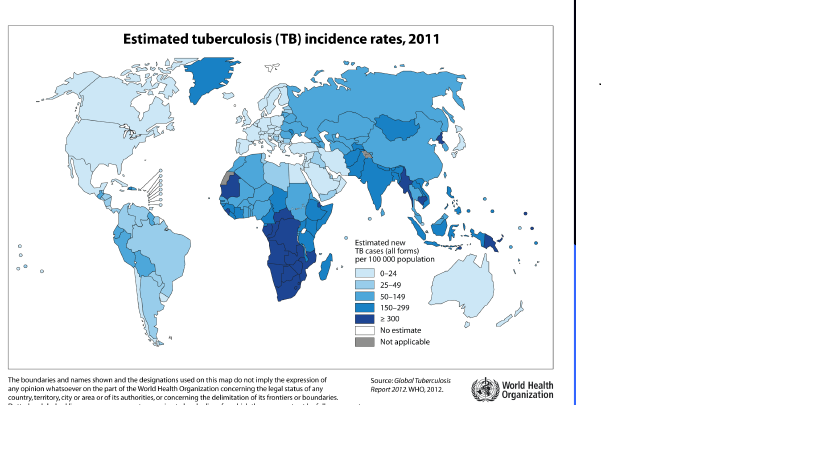 Estimated tuberculosis (TB) incidence rates, 2011
Estimated new
TB cases (all forms)
per 100 000 population
0–24
25–49
50–149
150–299
≥ 300
No estimate
Not applicable
The boundaries and names shown and the designations used on this map do not imply the expression of
any opinion whatsoever on the part of the World Health Organization concerning the legal status of any
country, territory, city or area or of its authorities, or concerning the delimitation of its frontiers or boundaries.
Source: Global Tuberculosis
Report 2012. WHO, 2012.
World Health
Organization